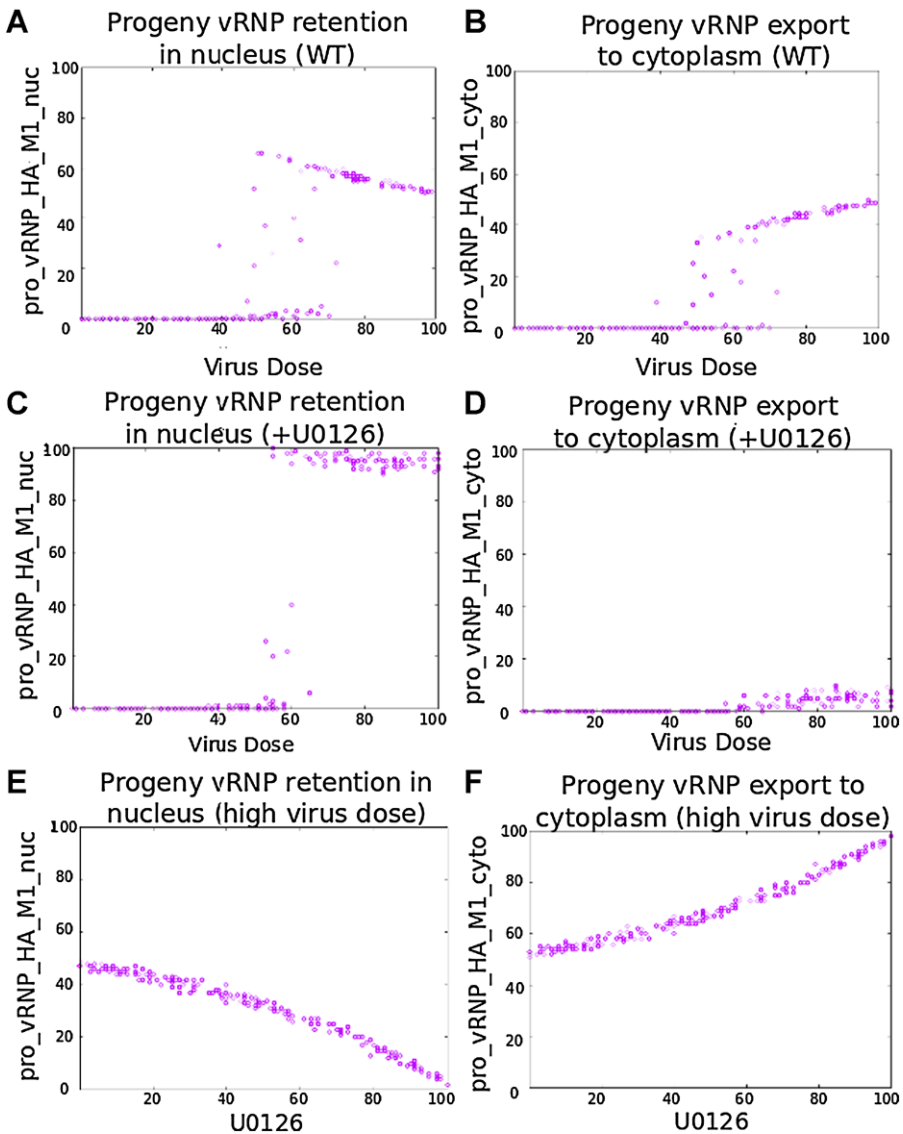 A
Progeny vRNP retention
in nucleus (WT)
pro_vRNP_HA_M1_nuc
100
80
60
40
20
0
20
40
60
80
100
Virus Dose
B
Progeny vRNP export
to cytoplasm (WT)
pro_vRNP_HA_M1_cyto
100
80
60
40
20
0
20
40
60
80
100
Virus Dose
C
Progeny vRNP retention
in nucleus (+U0126)
pro_vRNP_HA_M1_nuc
100
80
60
40
20
0
20
40
60
80
100
Virus Dose
D
Progeny vRNP export
to cytoplasm (+U0126)
pro_vRNP_HA_M1_cyto
100
80
60
40
20
0
20
40
60
80
100
Virus Dose
E
Progeny vRNP retention in
nucleus (high virus dose)
pro_vRNP_HA_M1_nuc
100
80
60
40
20
0
20
40
60
80
100
U0126
F
Progeny vRNP export to
cytoplasm (high virus dose)
pro_vRNP_HA_M1_cyto
100
80
60
40
20
0
20
40
60
80
100
U0126